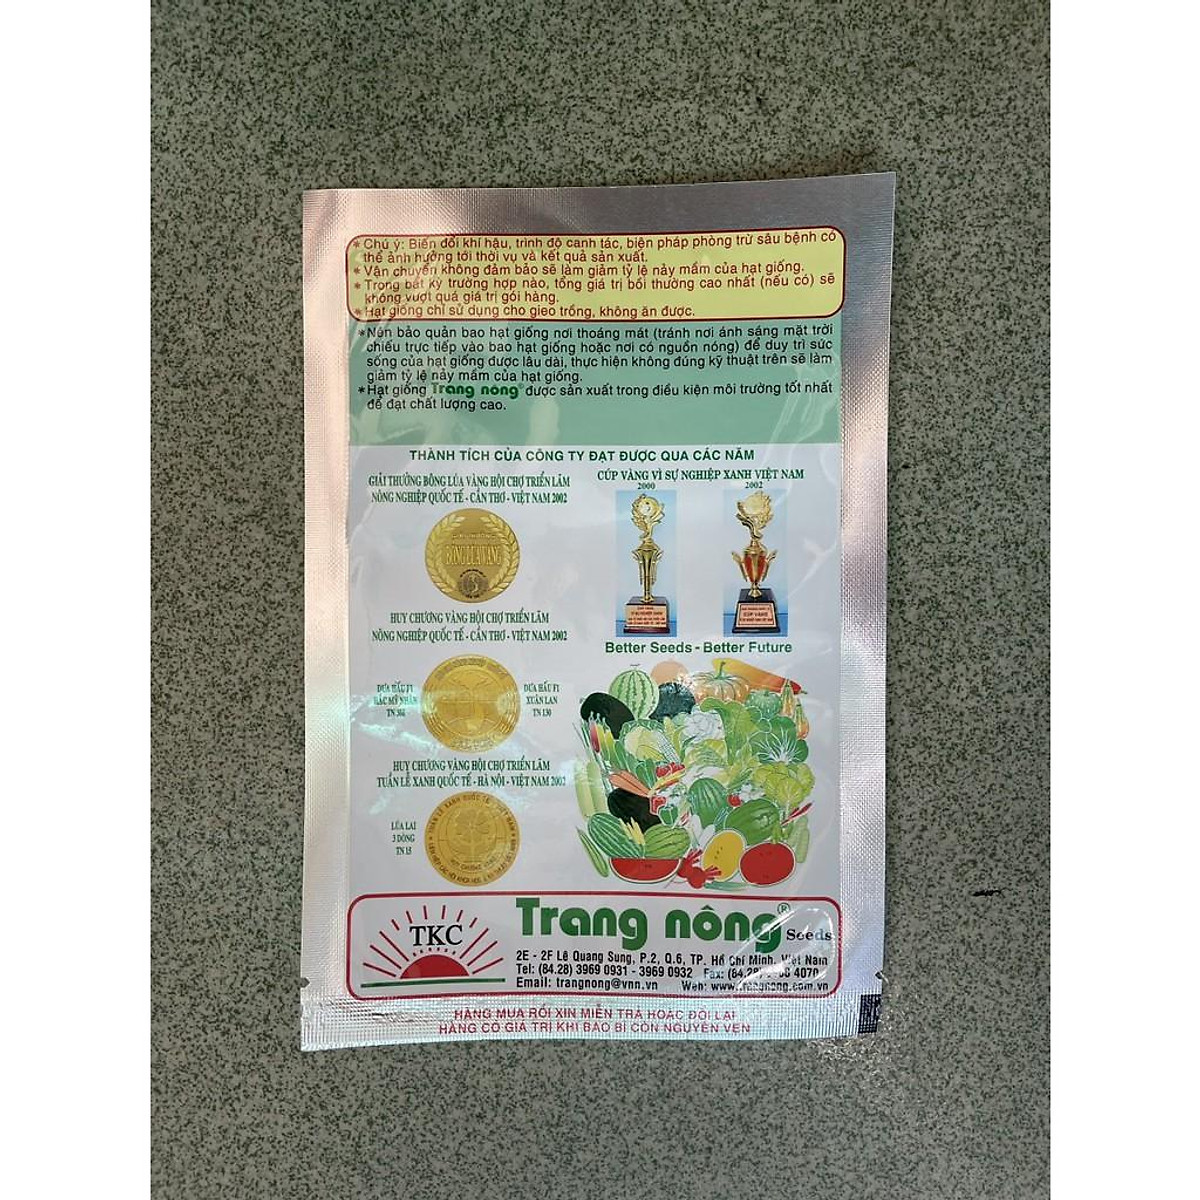 * Chú ý: Biến đổi khí hậu, trình độ canh tác, biện pháp phòng trừ sâu bệnh có
thể ảnh hưởng tới thời vụ và kết quả sản xuất.
* Vận chuyển không đảm bảo sẽ làm giảm tỷ lệ nảy mầm của hạt giống.
* Trong bất kỳ trường hợp nào, tổng giá trị bồi thường cao nhất (nếu có) sẽ
không vượt quá giá trị gói hàng.
* Hạt giống chỉ sử dụng cho gieo trồng, không ăn được.
* Nên bảo quản bao hạt giống nơi thoáng mát (tránh nơi ánh sáng mặt trời
chiếu trực tiếp vào bao hạt giống hoặc nơi có nguồn nóng) để duy trì sức
sống của hạt giống được lâu dài, thực hiện không đúng kỹ thuật trên sẽ làm
giảm tỷ lệ nảy mầm của hạt giống.
* Hạt giống Trang nông® được sản xuất trong điều kiện môi trường tốt nhất
để đạt chất lượng cao.
THÀNH TÍCH CỦA CÔNG TY ĐẠT ĐƯỢC QUA CÁC NĂM
GIẢI THƯỞNG BÔNG LÚA VÀNG HỘI CHỢ TRIỂN LÃM
NÔNG NGHIỆP QUỐC TẾ - CẦN THƠ - VIỆT NAM 2002
BÔNG LÚA VÀNG
HUY CHƯƠNG VÀNG HỘI CHỢ TRIỂN LÃM
NÔNG NGHIỆP QUỐC TẾ - CẦN THƠ - VIỆT NAM 2002
DƯA HẤU F1
HẮC MỸ NHÂN
TN
DƯA HẤU F1
XUÂN LAN
TN 130
HUY CHƯƠNG VÀNG HỘI CHỢ TRIỂN LÃM
TUẦN LỄ XANH QUỐC TẾ - HÀ NỘI - VIỆT NAM 2002
LÚA LAI
3 DÒNG
TN 15
TUẦN LỄ XANH QUỐC TẾ
CÚP VÀNG VÌ SỰ NGHIỆP XANH VIỆT NAM
2000
2002
CÚP VÀNG
Better Seeds - Better Future
TKC
Trang nông® Seeds
2E - 2F Lê Quang Sung, P.2, Q.6, TP. Hồ Chí Minh, Việt Nam
Tel: (84.28) 3969 0931 - 3969 0932 Fax: (84.28) 4070
Email: trangnong@vnn.vn Web: www.trangnong.com.vn
HÀNG MUA RỒI XIN MIỄN TRẢ HOẶC ĐỔI LẠI
HÀNG CÓ GIÁ TRỊ KHI BAO BÌ CÒN NGUYÊN VẸN